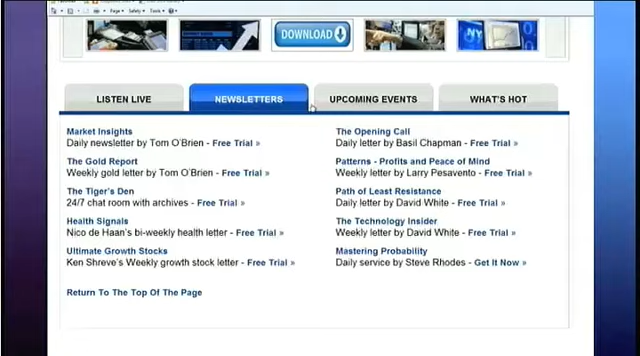 Page ▾ Safety ▾ Tools ▾
DOWNLOAD
NY
LISTEN LIVE
NEWSLETTERS
UPCOMING EVENTS
WHAT'S HOT
Market Insights
Daily newsletter by Tom O'Brien - Free Trial »
The Gold Report
Weekly gold letter by Tom O'Brien - Free Trial »
The Tiger's Den
24/7 chat room with archives - Free Trial »
Health Signals
Nico de Haan's bi-weekly health letter - Free Trial »
Ultimate Growth Stocks
Ken Shreve's Weekly growth stock letter - Free Trial »
Return To The Top Of The Page
The Opening Call
Daily letter by Basil Chapman - Free Trial »
Patterns - Profits and Peace of Mind
Weekly letter by Larry Pesavento - Free Trial »
Path of Least Resistance
Daily letter by David White - Free Trial »
The Technology Insider
Weekly letter by David White - Free Trial »
Mastering Probability
Daily service by Steve Rhodes - Get It Now »